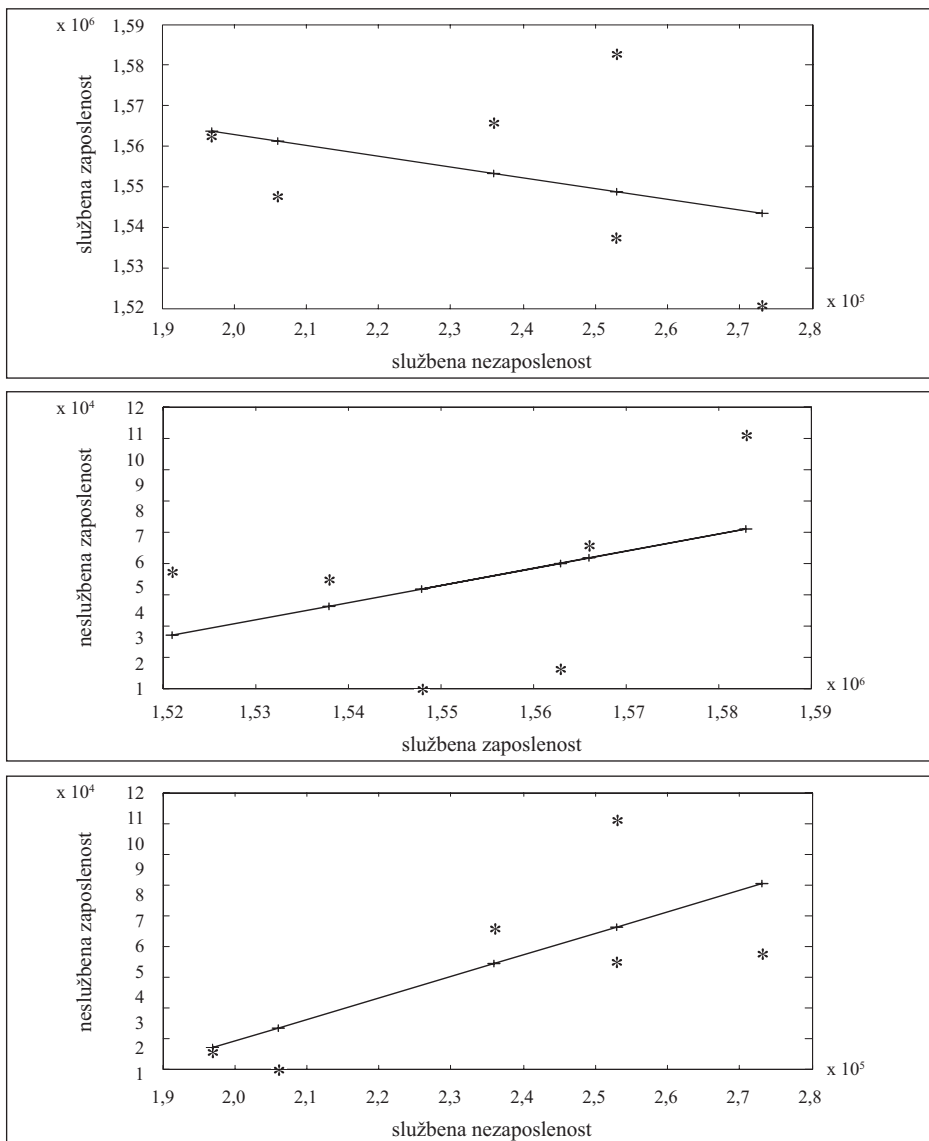 x 10⁶
1,59
1,58
1,57
1,56
1,55
1,54
1,53
1,52
službena zaposlenost
1,9 2,0 2,1 2,2 2,3 2,4 2,5 2,6 2,7 2,8
x 10⁵
službena nezaposlenost
x 10⁴
12
11
10
9
8
7
6
5
4
3
2
1
neslužbena zaposlenost
1,52 1,53 1,54 1,55 1,56 1,57 1,58 1,59
x 10⁶
službena zaposlenost
x 10⁴
12
11
10
9
8
7
6
5
4
3
2
1
neslužbena zaposlenost
1,9 2,0 2,1 2,2 2,3 2,4 2,5 2,6 2,7 2,8
x 10⁵
službena nezaposlenost